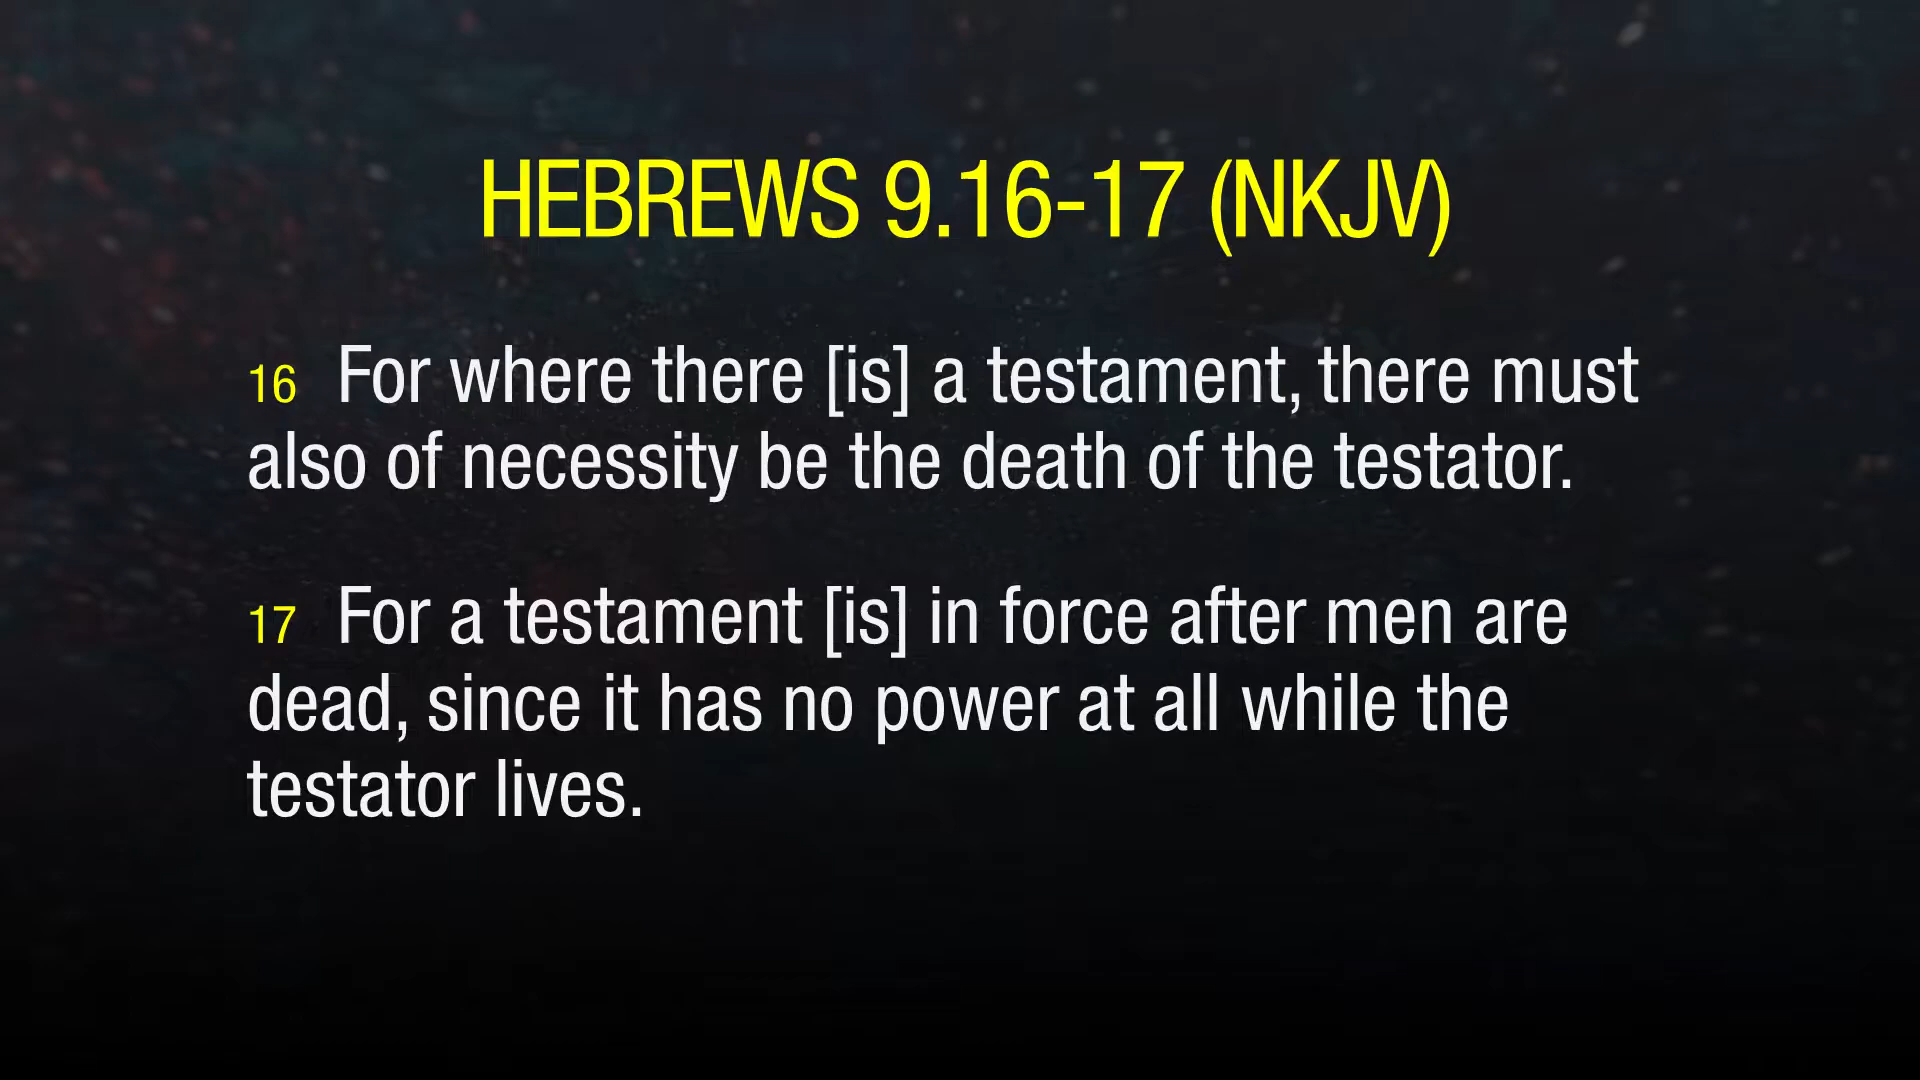 HEBREWS 9.16-17 (NKJV)
16 For where there [is] a testament, there must
also of necessity be the death of the testator.
17 For a testament [is] in force after men are
dead, since it has no power at all while the
testator lives.